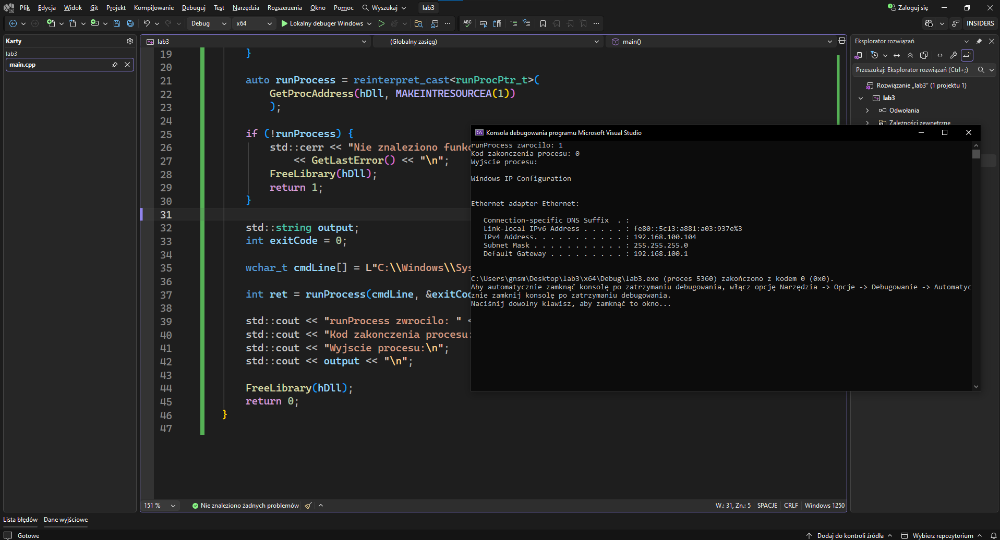 Plik Edycja Widok Git Projekt Kompilowanie Debuguj Test Narzędzia Rozszerzenia Okno Pomoc Wyszukaj lab3 Zaloguj się
Debug x64 Lokalny debuger Windows INSIDERS
Karty
lab3
main.cpp
lab3 (Globalny zasięg) main()
19 }
20
21 auto runProcess = reinterpret_cast<runProcPtr_t>(
22 GetProcAddress(hDll, MAKEINTRESOURCEA(1))
23 );
24
25 if (!runProcess) {
26 std::cerr << "Nie znaleziono funkc
27 << GetLastError() << "\n";
28 FreeLibrary(hDll);
29 return 1;
30 }
31
32 std::string output;
33 int exitCode = 0;
34
35 wchar_t cmdLine[] = L"C:\\Windows\\Sys
36
37 int ret = runProcess(cmdLine, &exitCod
38
39 std::cout << "runProcess zwrocilo: " <
40 std::cout << "Kod zakonczenia procesu:
41 std::cout << "Wyjscie procesu:\n";
42 std::cout << output << "\n";
43
44 FreeLibrary(hDll);
45 return 0;
46 }
47
151 % Nie znaleziono żadnych problemów W.: 31, Zn.: 5 SPACJE CRLF Windows 1250
Eksplorator rozwiązań
Przeszukaj: Eksplorator rozwiązań (Ctrl+;)
Rozwiązanie „lab3” (1 projektu 1)
lab3
Odwołania
Zależności zewnętrzne
Konsola debugowania programu Microsoft Visual Studio
runProcess zwrocilo: 1
Kod zakonczenia procesu: 0
Wyjscie procesu:
Windows IP Configuration
Ethernet adapter Ethernet:
Connection-specific DNS Suffix . :
Link-local IPv6 Address . . . . . : fe80::5c13:a881:a03:937e%3
IPv4 Address. . . . . . . . . . . : 192.168.100.104
Subnet Mask . . . . . . . . . . . : 255.255.255.0
Default Gateway . . . . . . . . . : 192.168.100.1
C:\Users\gnsm\Desktop\lab3\x64\Debug\lab3.exe (proces 5360) zakończono z kodem 0 (0x0).
Aby automatycznie zamknąć konsolę po zatrzymaniu debugowania, włącz opcję Narzędzia -> Opcje -> Debugowanie -> Automatyc
znie zamknij konsolę po zatrzymaniu debugowania.
Naciśnij dowolny klawisz, aby zamknąć to okno...
Lista błędów Dane wyjściowe
Gotowe Dodaj do kontroli źródła Wybierz repozytorium